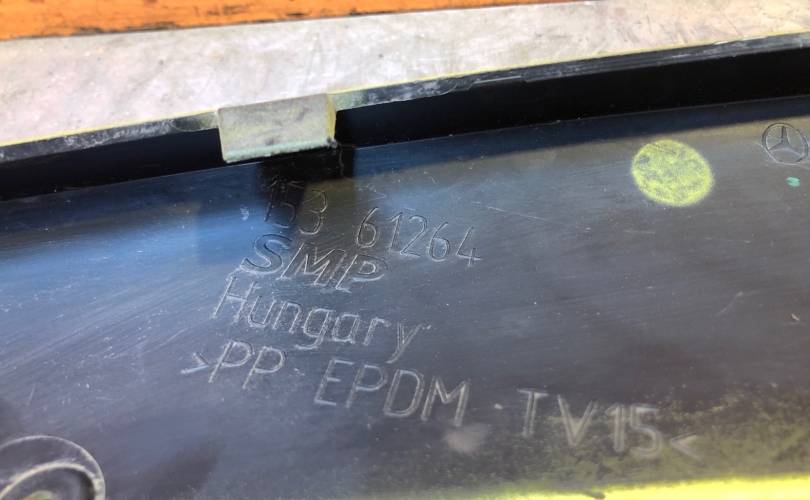 153 61264
SMP
Hungary
>PP EPDM TV15<